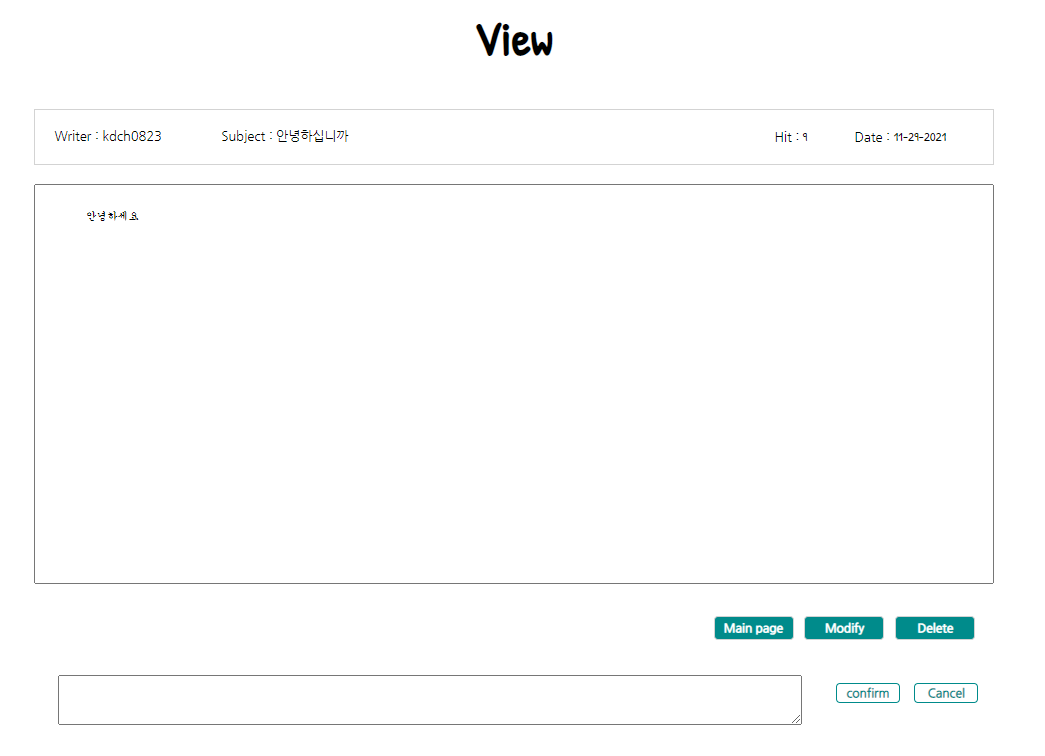 View
Writer : kdch0823 Subject : 안녕하십니까 Hit : 9 Date : 11-29-2021
안녕하세요
Main page Modify Delete
confirm Cancel